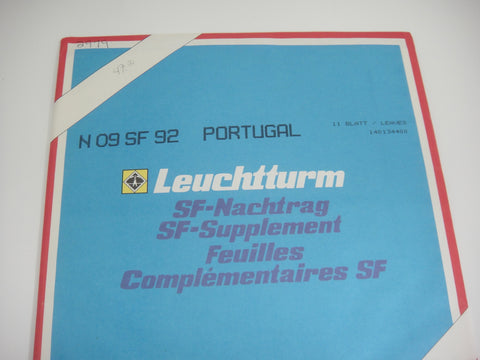 N 09 SF 92 PORTUGAL
11 BLATT / LEAVES
Leuchtturm
SF-Nachtrag
SF-Supplement
Feuilles
Complémentaires SF